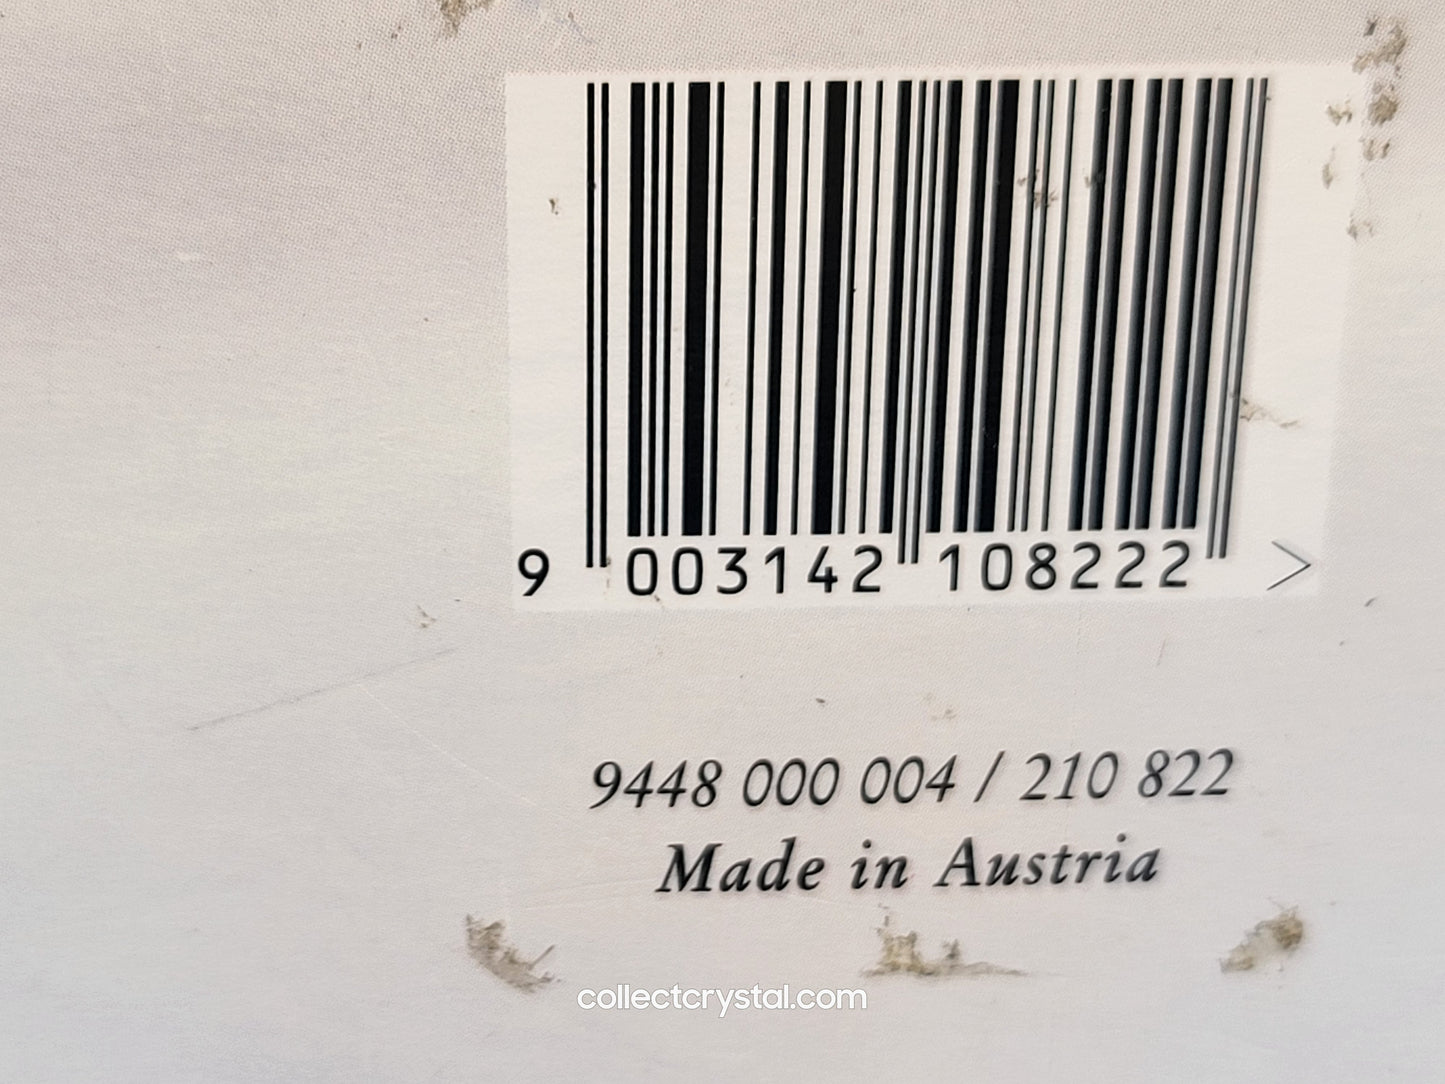 9 003142 108222 >
9448 000 004 / 210 822
Made in Austria
collectcrystal.com